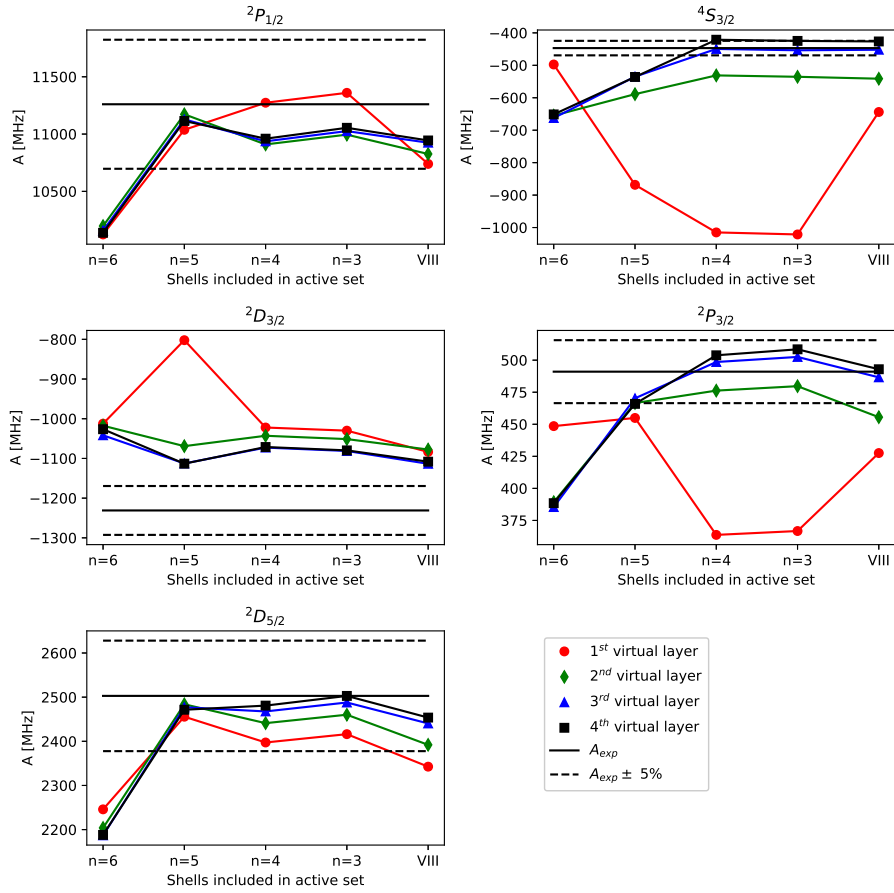 ²P₁/₂
A [MHz]
11500
11000
10500
n=6 n=5 n=4 n=3 VIII
Shells included in active set
⁴S₃/₂
A [MHz]
−400
−500
−600
−700
−800
−900
−1000
n=6 n=5 n=4 n=3 VIII
Shells included in active set
²D₃/₂
A [MHz]
−800
−900
−1000
−1100
−1200
−1300
n=6 n=5 n=4 n=3 VIII
Shells included in active set
²P₃/₂
A [MHz]
500
475
450
425
400
375
n=6 n=5 n=4 n=3 VIII
Shells included in active set
²D₅/₂
A [MHz]
2600
2500
2400
2300
2200
n=6 n=5 n=4 n=3 VIII
Shells included in active set
1ˢᵗ virtual layer
2ⁿᵈ virtual layer
3ʳᵈ virtual layer
4ᵗʰ virtual layer
A_exp
A_exp ± 5%